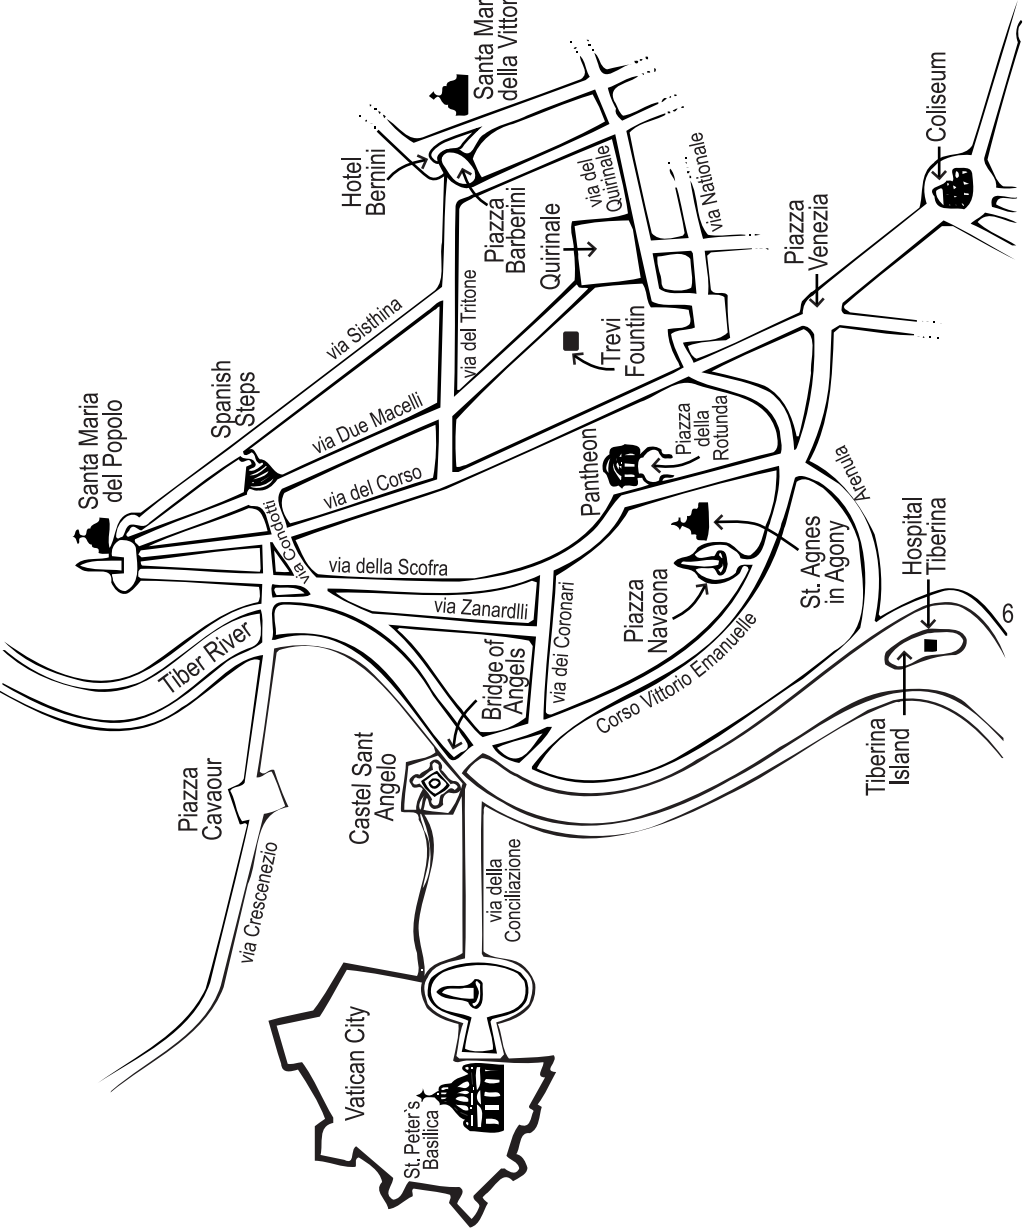 Santa Mar
della Vittor
Hotel
Bernini
Piazza
Barberini
Quirinale
via del
Quirinale
via Nationale
Coliseum
Piazza
Venezia
via Sisthina
via del Tritone
Trevi
Fountin
Spanish
Steps
Santa Maria
del Popolo
via Due Macelli
via del Corso
via Condotti
Pantheon
Piazza
della
Rotunda
Arenula
Hospital
Tiberina
St. Agnes
in Agony
Piazza
Navaona
via della Scofra
via Zanardlli
via dei Coronari
Bridge of
Angels
Corso Vittorio Emanuelle
Tiber River
6
Tiberina
Island
Piazza
Cavaour
Castel Sant
Angelo
via Crescenezio
via della
Conciliazione
Vatican City
St. Peter`s
Basilica